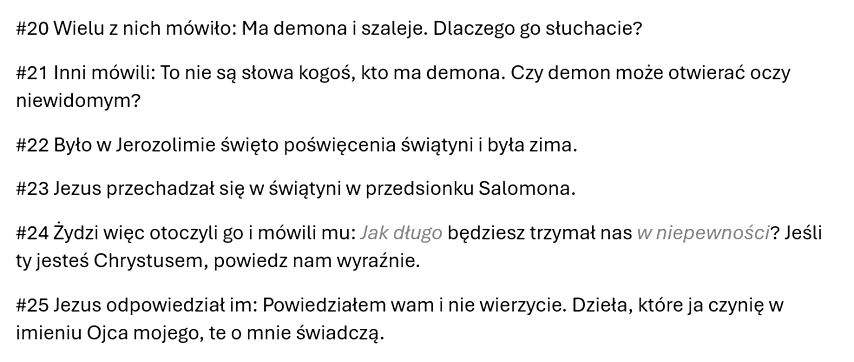 #20 Wielu z nich mówiło: Ma demona i szaleje. Dlaczego go słuchacie?
#21 Inni mówili: To nie są słowa kogoś, kto ma demona. Czy demon może otwierać oczy
niewidomym?
#22 Było w Jerozolimie święto poświęcenia świątyni i była zima.
#23 Jezus przechadzał się w świątyni w przedsionku Salomona.
#24 Żydzi więc otoczyli go i mówili mu: Jak długo będziesz trzymał nas w niepewności? Jeśli
ty jesteś Chrystusem, powiedz nam wyraźnie.
#25 Jezus odpowiedział im: Powiedziałem wam i nie wierzycie. Dzieła, które ja czynię w
imieniu Ojca mojego, te o mnie świadczą.